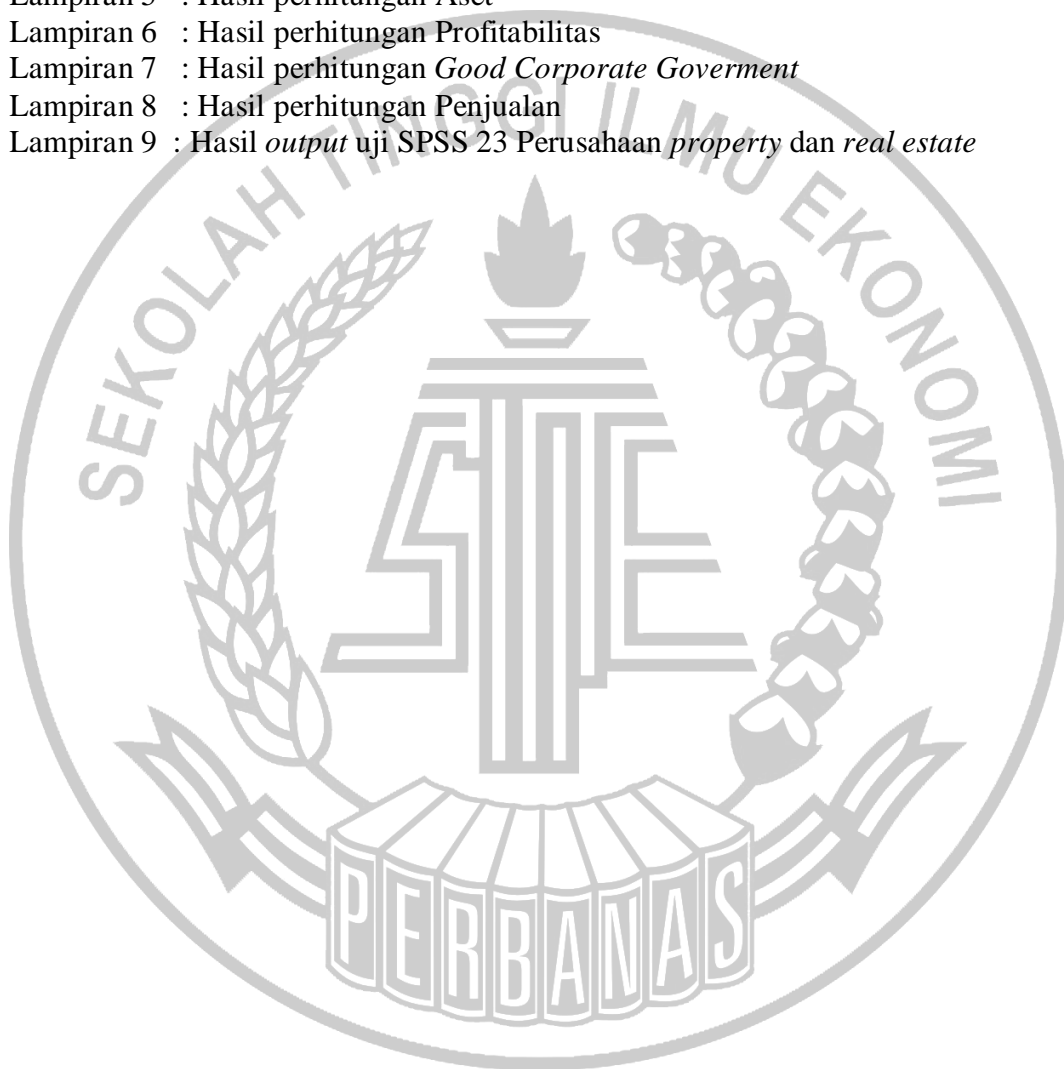 Lampiran 5 : Hasil perhitungan Aset
Lampiran 6 : Hasil perhitungan Profitabilitas
Lampiran 7 : Hasil perhitungan Good Corporate Goverment
Lampiran 8 : Hasil perhitungan Penjualan
Lampiran 9 : Hasil output uji SPSS 23 Perusahaan property dan real estate
SEKOLAH TINGGI ILMU EKONOMI
STIE
PERBANAS